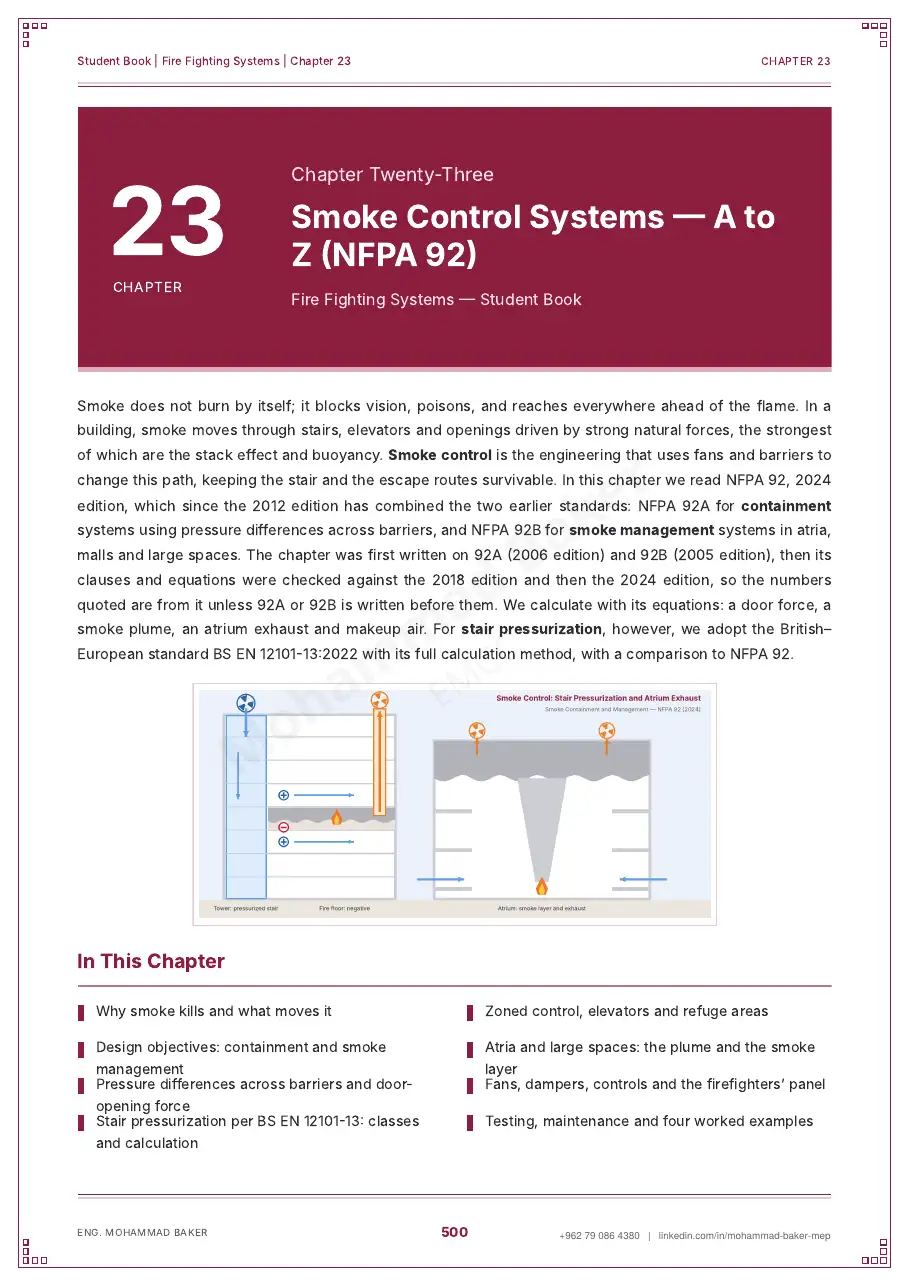 Student Book | Fire Fighting Systems | Chapter 23
CHAPTER 23
23
CHAPTER
Chapter Twenty-Three
Smoke Control Systems — A to
Z (NFPA 92)
Fire Fighting Systems — Student Book
Smoke does not burn by itself; it blocks vision, poisons, and reaches everywhere ahead of the flame. In a
building, smoke moves through stairs, elevators and openings driven by strong natural forces, the strongest
of which are the stack effect and buoyancy. Smoke control is the engineering that uses fans and barriers to
change this path, keeping the stair and the escape routes survivable. In this chapter we read NFPA 92, 2024
edition, which since the 2012 edition has combined the two earlier standards: NFPA 92A for containment
systems using pressure differences across barriers, and NFPA 92B for smoke management systems in atria,
malls and large spaces. The chapter was first written on 92A (2006 edition) and 92B (2005 edition), then its
clauses and equations were checked against the 2018 edition and then the 2024 edition, so the numbers
quoted are from it unless 92A or 92B is written before them. We calculate with its equations: a door force, a
smoke plume, an atrium exhaust and makeup air. For stair pressurization, however, we adopt the British–
European standard BS EN 12101-13:2022 with its full calculation method, with a comparison to NFPA 92.
Smoke Control: Stair Pressurization and Atrium Exhaust
Smoke Containment and Management — NFPA 92 (2024)
Tower: pressurized stair
Fire floor: negative
Atrium: smoke layer and exhaust
In This Chapter
Why smoke kills and what moves it
Design objectives: containment and smoke
management
Pressure differences across barriers and door-
opening force
Stair pressurization per BS EN 12101-13: classes
and calculation
Zoned control, elevators and refuge areas
Atria and large spaces: the plume and the smoke
layer
Fans, dampers, controls and the firefighters' panel
Testing, maintenance and four worked examples
ENG. MOHAMMAD BAKER
500
+962 79 086 4380 | linkedin.com/in/mohammad-baker-mep